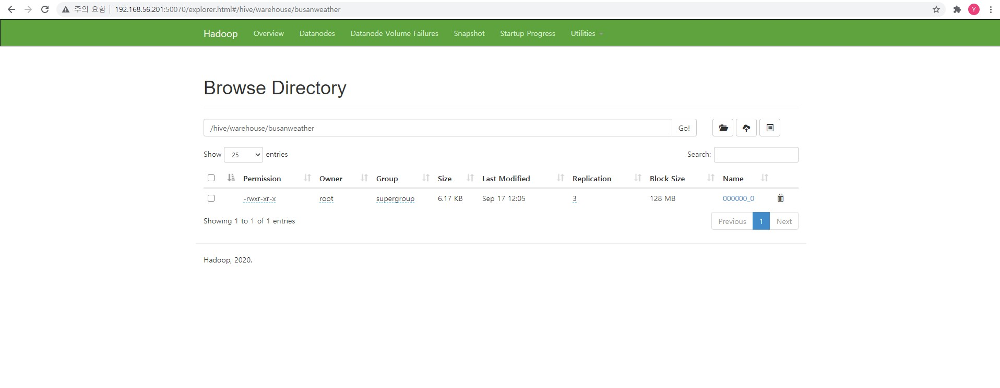 주의 요함 192.168.56.201:50070/explorer.html#/hive/warehouse/busanweather Y
Hadoop Overview Datanodes Datanode Volume Failures Snapshot Startup Progress Utilities
Browse Directory
/hive/warehouse/busanweather Go!
Show 25 entries Search:
Permission Owner Group Size Last Modified Replication Block Size Name
-rwxr-xr-x root supergroup 6.17 KB Sep 17 12:05 3 128 MB 000000_0
Showing 1 to 1 of 1 entries Previous 1 Next
Hadoop, 2020.